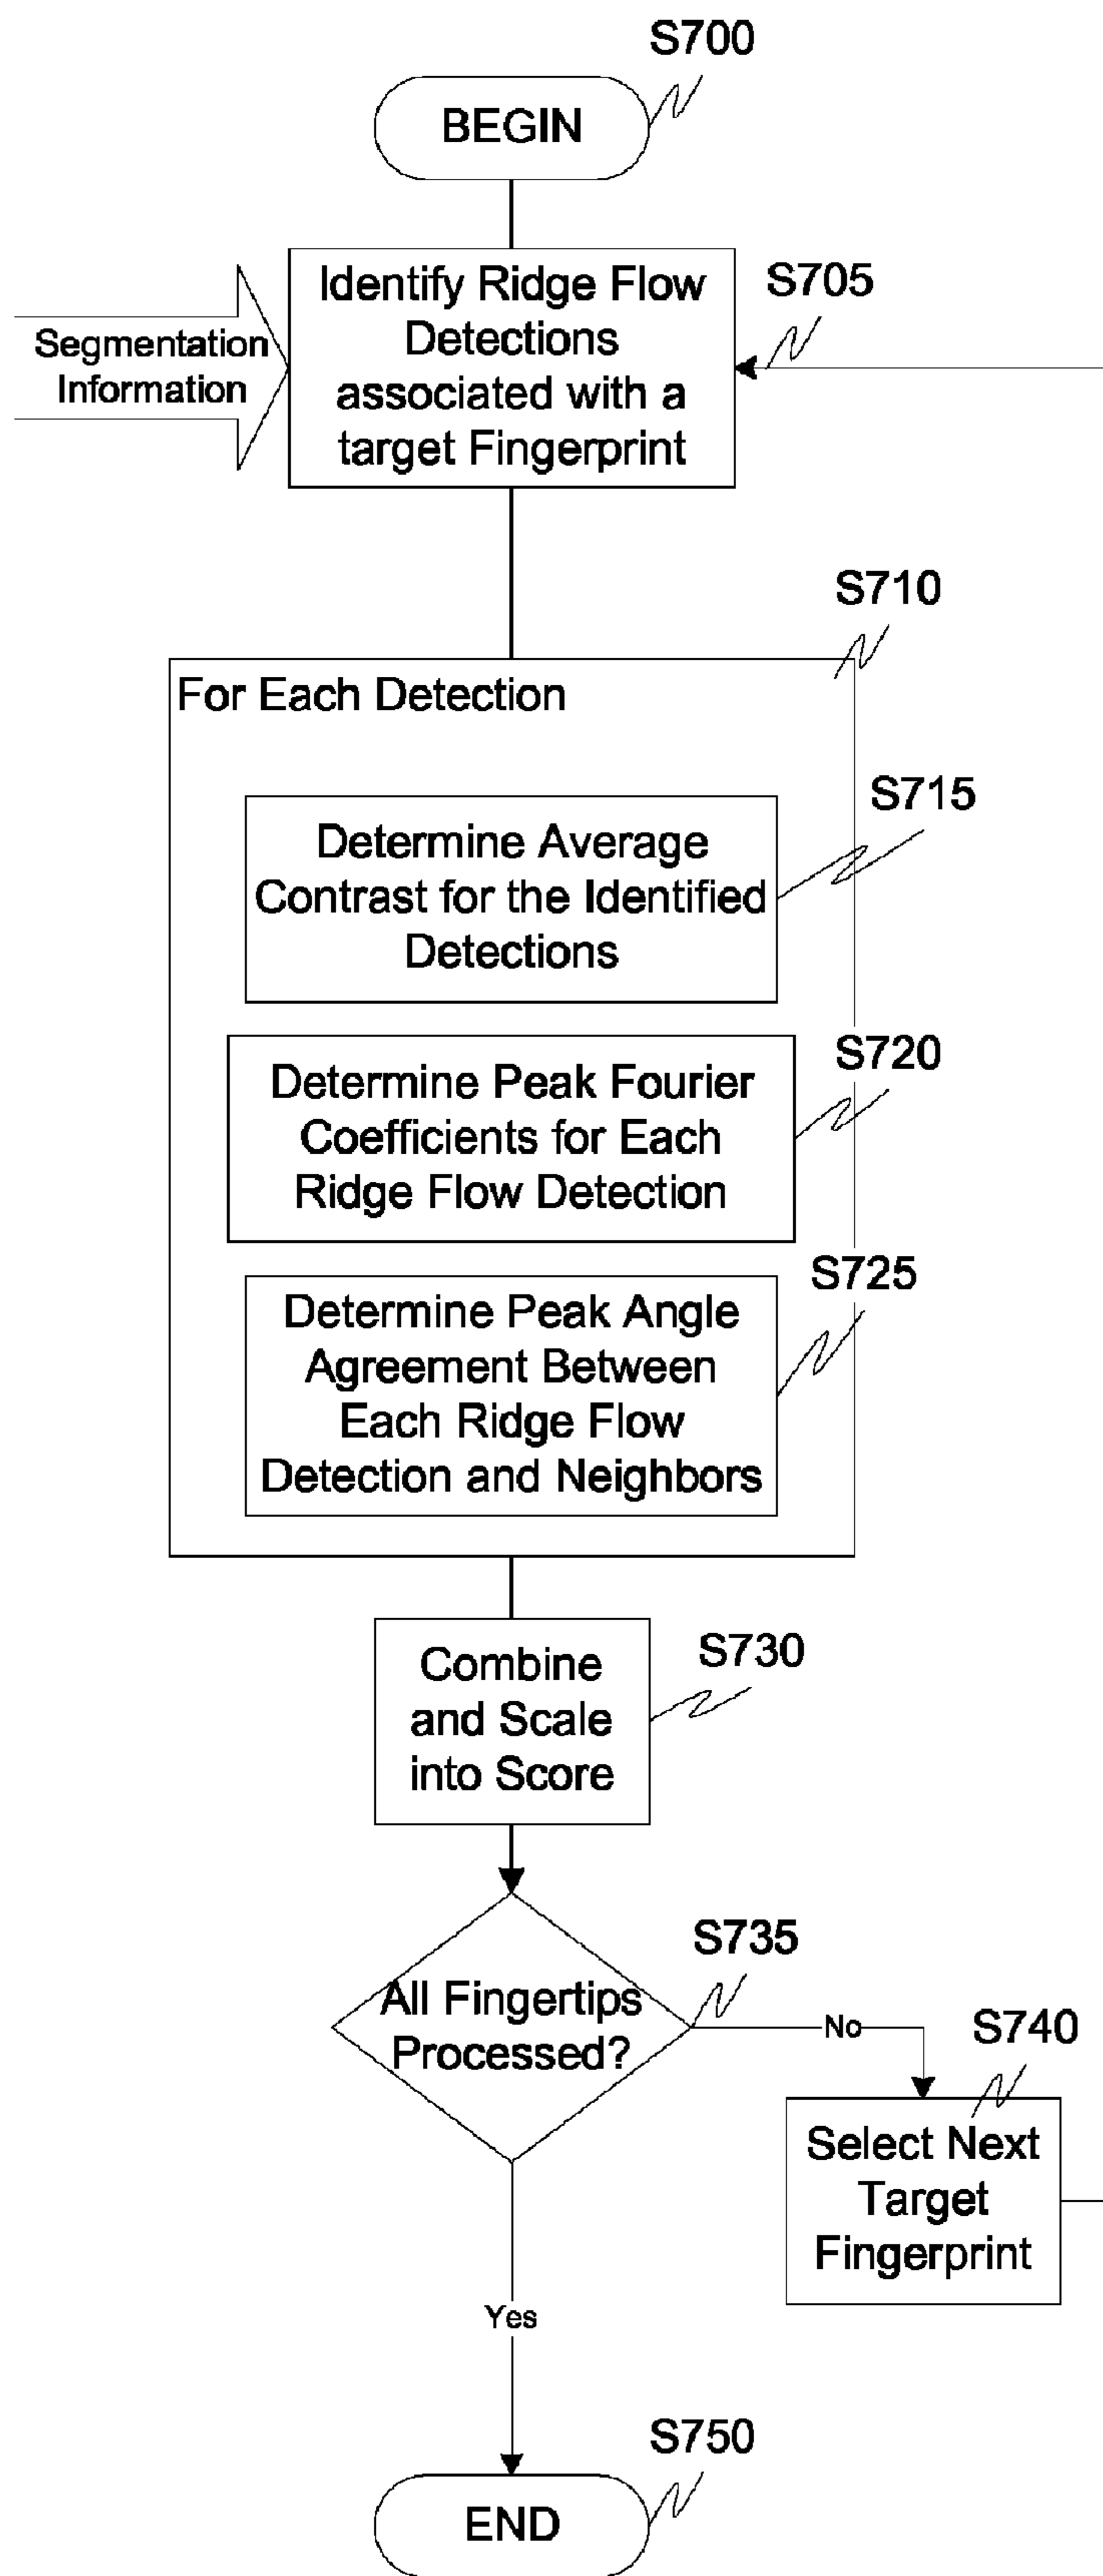 S700
BEGIN
Segmentation
Information
Identify Ridge Flow
Detections
associated with a
target Fingerprint
S705
S710
For Each Detection
S715
Determine Average
Contrast for the Identified
Detections
S720
Determine Peak Fourier
Coefficients for Each
Ridge Flow Detection
S725
Determine Peak Angle
Agreement Between
Each Ridge Flow
Detection and Neighbors
Combine
and Scale
into Score
S730
All Fingertips
Processed?
S735
No
S740
Select Next
Target
Fingerprint
Yes
S750
END